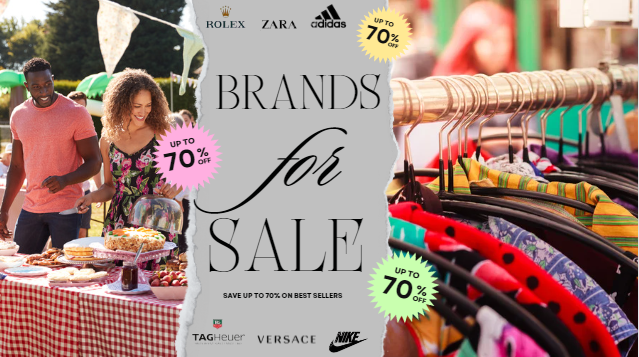 ROLEX
ZARA
adidas
UP TO
70%
OFF
BRANDS
for
SALE
UP TO
70%
OFF
UP TO
70%
OFF
SAVE UP TO 70% ON BEST SELLERS
TAGHeuer
VERSACE
NIKE